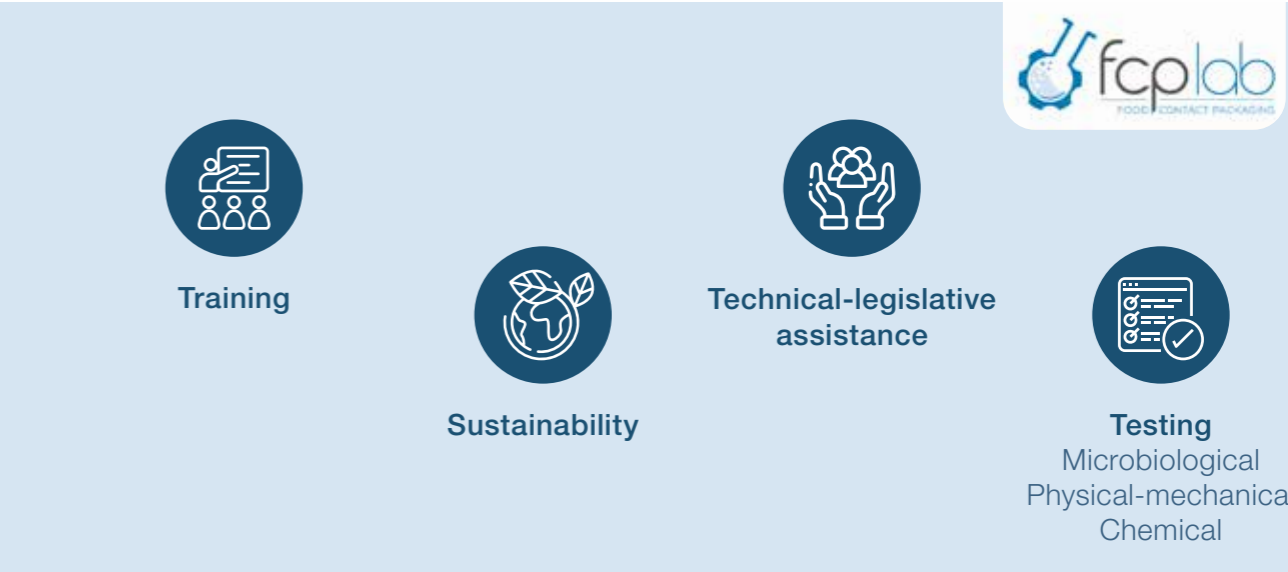 fcplab
FOOD CONTACT PACKAGING
Training
Technical-legislative
assistance
Sustainability
Testing
Microbiological
Physical-mechanica
Chemical